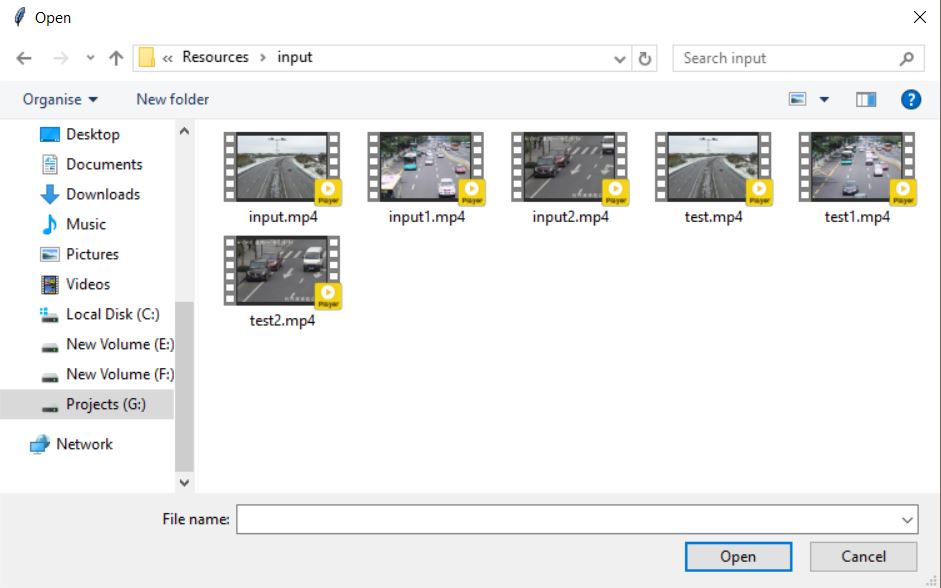 Open
« Resources > input
Search input
Organise
New folder
?
Desktop
Documents
Downloads
Music
Pictures
Videos
Local Disk (C:)
New Volume (E:)
New Volume (F:)
Projects (G:)
Network
Player
input.mp4
Player
input1.mp4
Player
input2.mp4
Player
test.mp4
Player
test1.mp4
Player
test2.mp4
File name:
Open
Cancel